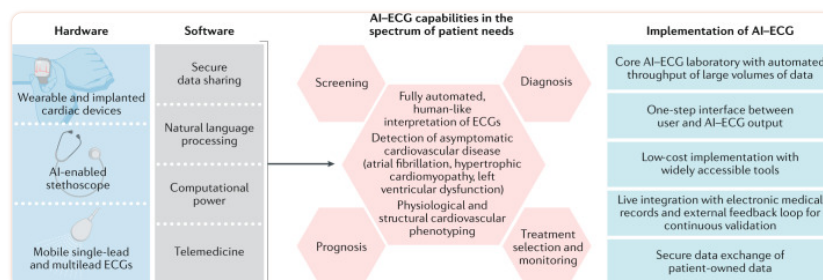 Hardware
Wearable and implanted
cardiac devices
AI-enabled
stethoscope
Mobile single-lead
and multilead ECGs
Software
Secure
data sharing
Natural language
processing
Computational
power
Telemedicine
AI–ECG capabilities in the
spectrum of patient needs
Screening
Diagnosis
Fully automated,
human-like
interpretation of ECGs
Detection of asymptomatic
cardiovascular disease
(atrial fibrillation, hypertrophic
cardiomyopathy, left
ventricular dysfunction)
Physiological and
structural cardiovascular
phenotyping
Prognosis
Treatment
selection and
monitoring
Implementation of AI–ECG
Core AI–ECG laboratory with automated
throughput of large volumes of data
One-step interface between
user and AI–ECG output
Low-cost implementation with
widely accessible tools
Live integration with electronic medical
records and external feedback loop for
continuous validation
Secure data exchange of
patient-owned data